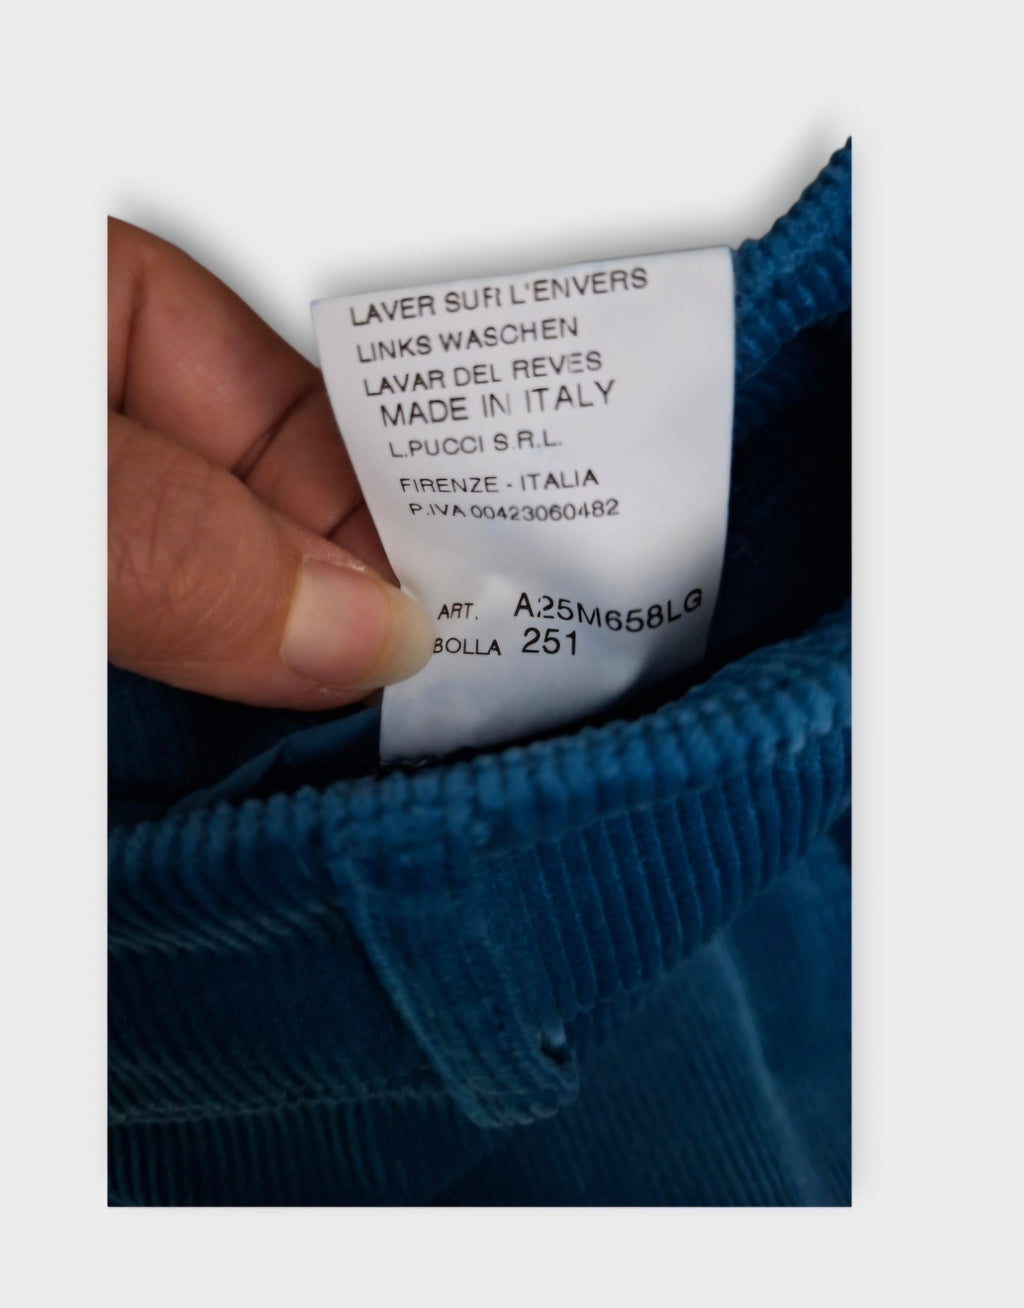 LAVER SUR L'ENVERS
LINKS WASCHEN
LAVAR DEL REVES
MADE IN ITALY
L.PUCCI S.R.L.
FIRENZE - ITALIA
P.IVA 00423060482
ART. A25M658LG
BOLLA 251